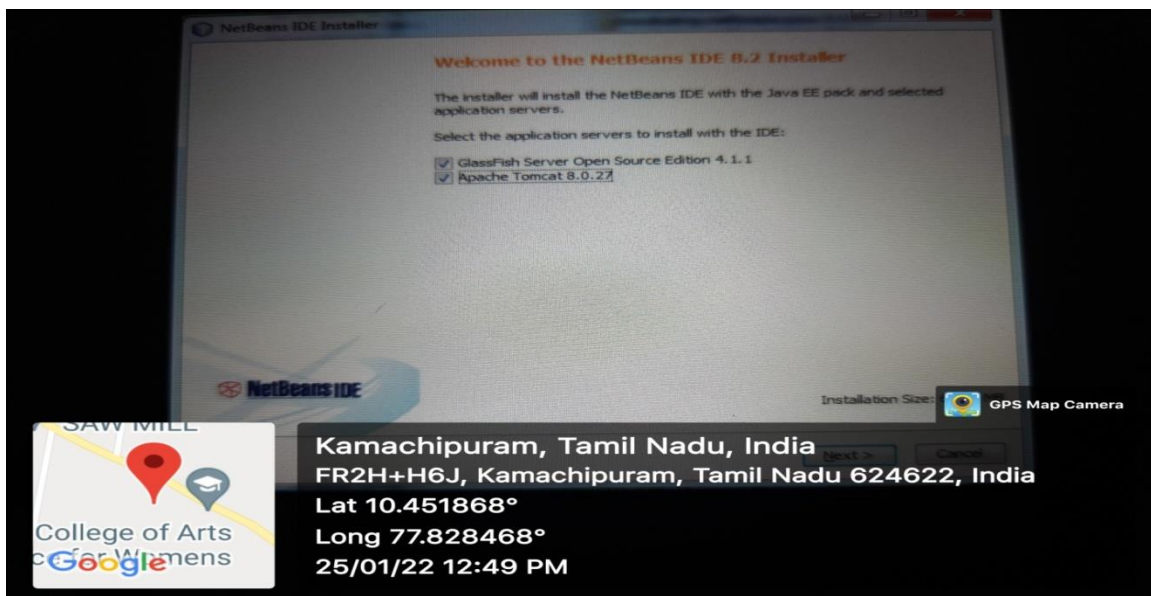 NetBeans IDE Installer
Welcome to the NetBeans IDE 8.2 Installer
The installer will install the NetBeans IDE with the Java EE pack and selected
application servers.
Select the application servers to install with the IDE:
GlassFish Server Open Source Edition 4.1.1
Apache Tomcat 8.0.27
NetBeans IDE
Installation Size:
GPS Map Camera
Next >
Cancel
SAW MILL
College of Arts
for Womens
Google
Kamachipuram, Tamil Nadu, India
FR2H+H6J, Kamachipuram, Tamil Nadu 624622, India
Lat 10.451868°
Long 77.828468°
25/01/22 12:49 PM